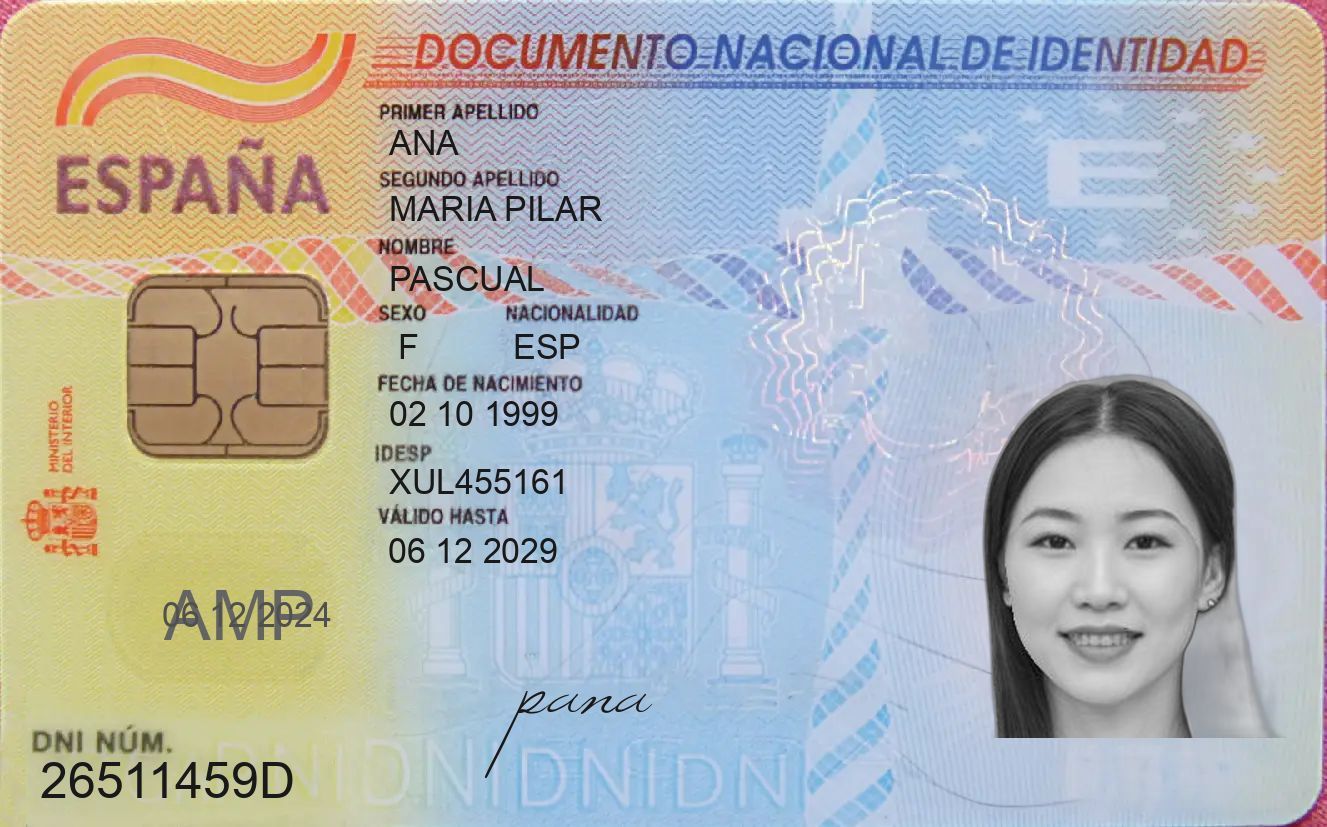 DOCUMENTO NACIONAL DE IDENTIDAD
ESPAÑA
PRIMER APELLIDO
ANA
SEGUNDO APELLIDO
MARIA PILAR
NOMBRE
PASCUAL
SEXO NACIONALIDAD
F ESP
FECHA DE NACIMIENTO
02 10 1999
IDESP
XUL455161
VÁLIDO HASTA
06 12 2029
MINISTERIO
DEL INTERIOR
E
AMP
06 12 2024
pana
DNI NÚM.
26511459D
DNIDNIDNIDNI